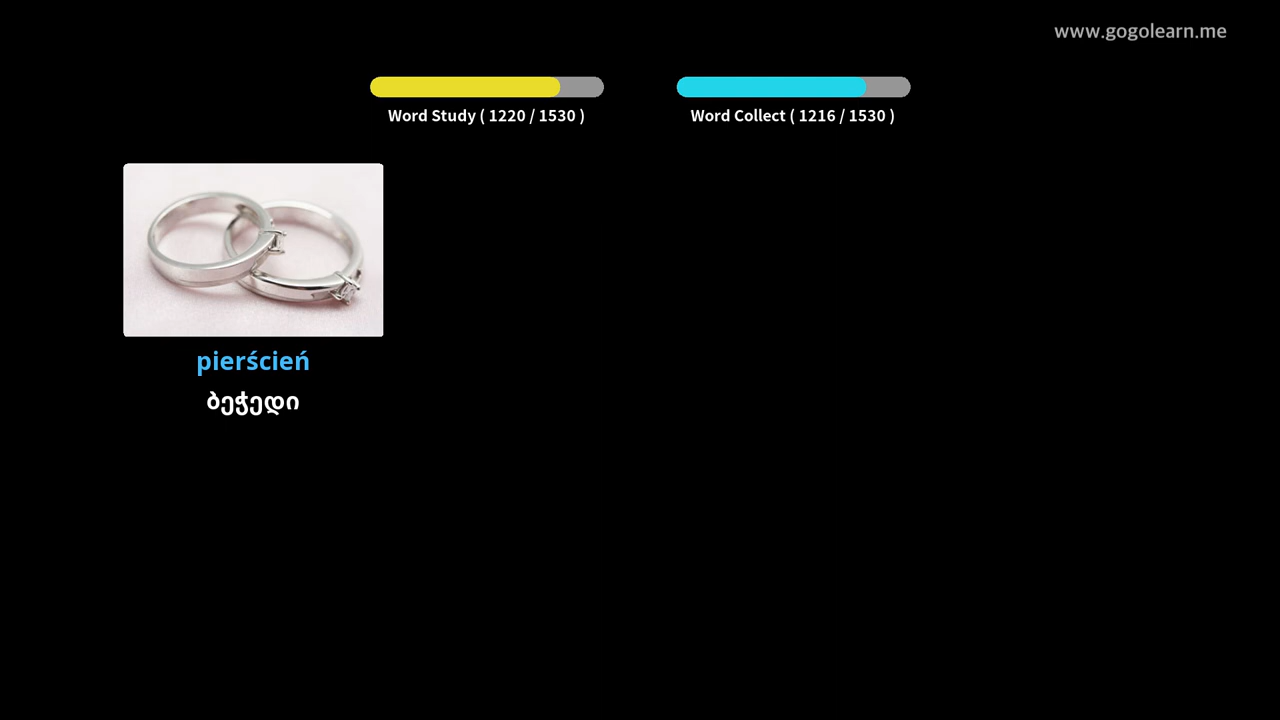 www.gogolearn.me
Word Study ( 1220 / 1530 )
Word Collect ( 1216 / 1530 )
pierścień
ბეჭედი